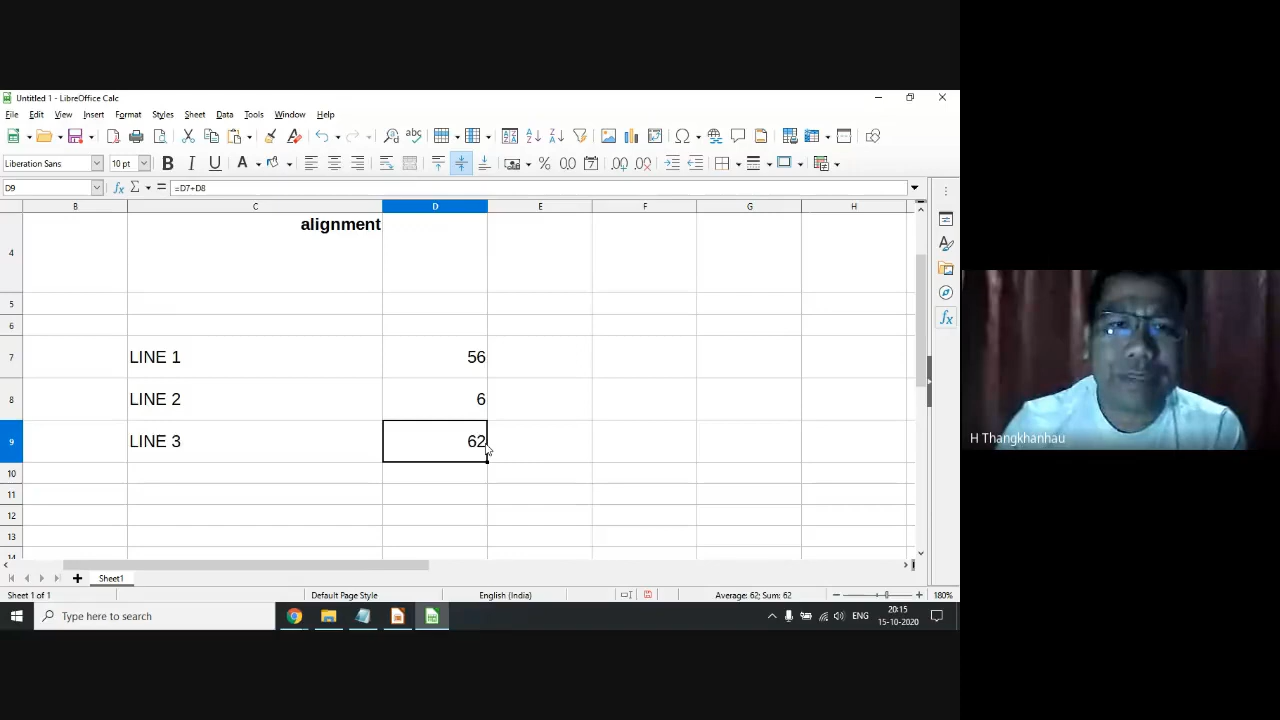 Untitled 1 - LibreOffice Calc
File Edit View Insert Format Styles Sheet Data Tools Window Help
Liberation Sans 10 pt
D9 =D7+D8
B C D E F G H
4 alignment
5
6
7 LINE 1 56
8 LINE 2 6
9 LINE 3 62
10
11
12
13
14
Sheet1
Sheet 1 of 1 Default Page Style English (India) Average: 62; Sum: 62 180%
Type here to search ENG 20:15
15-10-2020
H Thangkhanhau